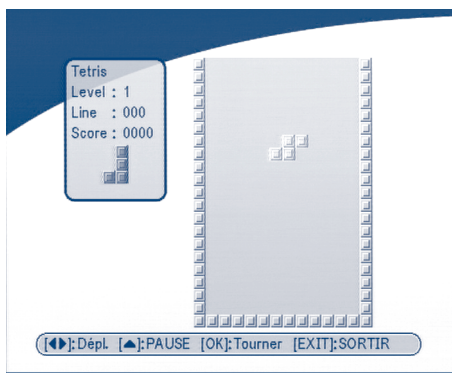 Tetris
Level : 1
Line : 000
Score : 0000
[◀▶]: Dépl. [▲]:PAUSE [OK]:Tourner [EXIT]:SORTIR